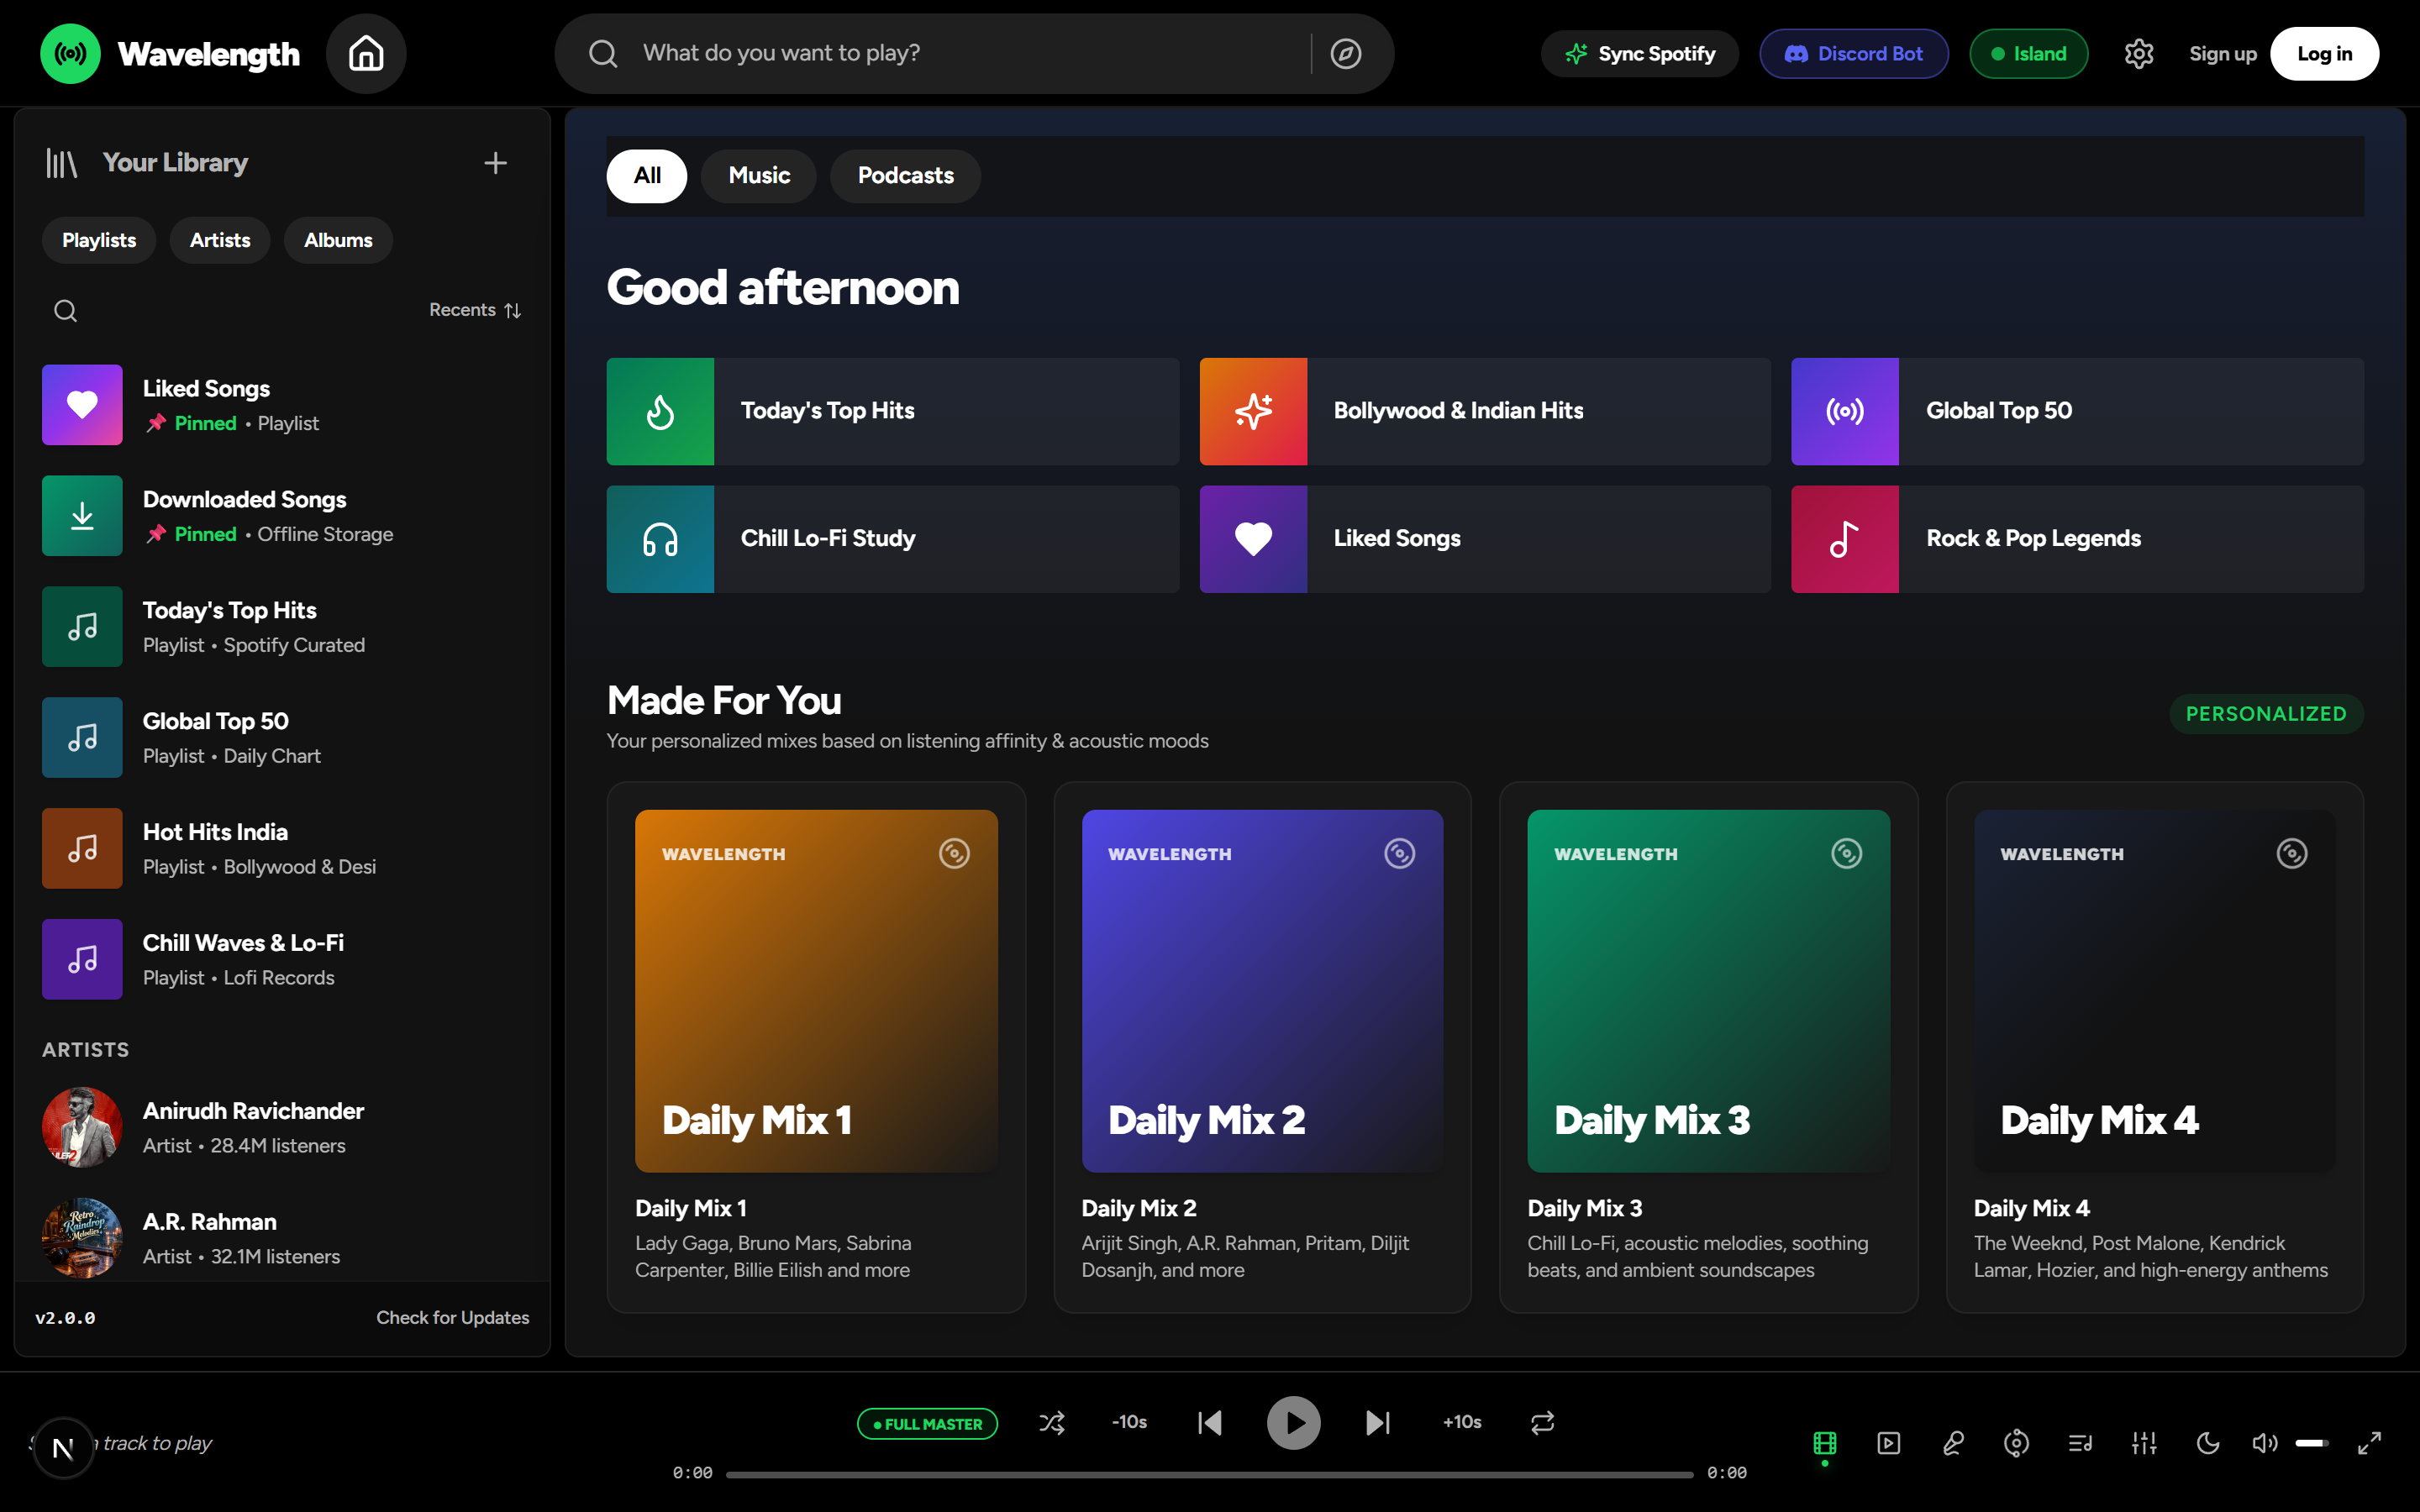 Wavelength
What do you want to play?
Sync Spotify
Discord Bot
Island
Sign up
Log in
Your Library
Playlists
Artists
Albums
Recents
Liked Songs
Pinned • Playlist
Downloaded Songs
Pinned • Offline Storage
Today's Top Hits
Playlist • Spotify Curated
Global Top 50
Playlist • Daily Chart
Hot Hits India
Playlist • Bollywood & Desi
Chill Waves & Lo-Fi
Playlist • Lofi Records
ARTISTS
Anirudh Ravichander
Artist • 28.4M listeners
Retro
Raindrop
Melodies
A.R. Rahman
Artist • 32.1M listeners
v2.0.0
Check for Updates
All
Music
Podcasts
Good afternoon
Today's Top Hits
Bollywood & Indian Hits
Global Top 50
Chill Lo-Fi Study
Liked Songs
Rock & Pop Legends
Made For You
Your personalized mixes based on listening affinity & acoustic moods
PERSONALIZED
WAVELENGTH
Daily Mix 1
Daily Mix 1
Lady Gaga, Bruno Mars, Sabrina
Carpenter, Billie Eilish and more
WAVELENGTH
Daily Mix 2
Daily Mix 2
Arijit Singh, A.R. Rahman, Pritam, Diljit
Dosanjh, and more
WAVELENGTH
Daily Mix 3
Daily Mix 3
Chill Lo-Fi, acoustic melodies, soothing
beats, and ambient soundscapes
WAVELENGTH
Daily Mix 4
Daily Mix 4
The Weeknd, Post Malone, Kendrick
Lamar, Hozier, and high-energy anthems
N
track to play
FULL MASTER
-10s
+10s
0:00
0:00